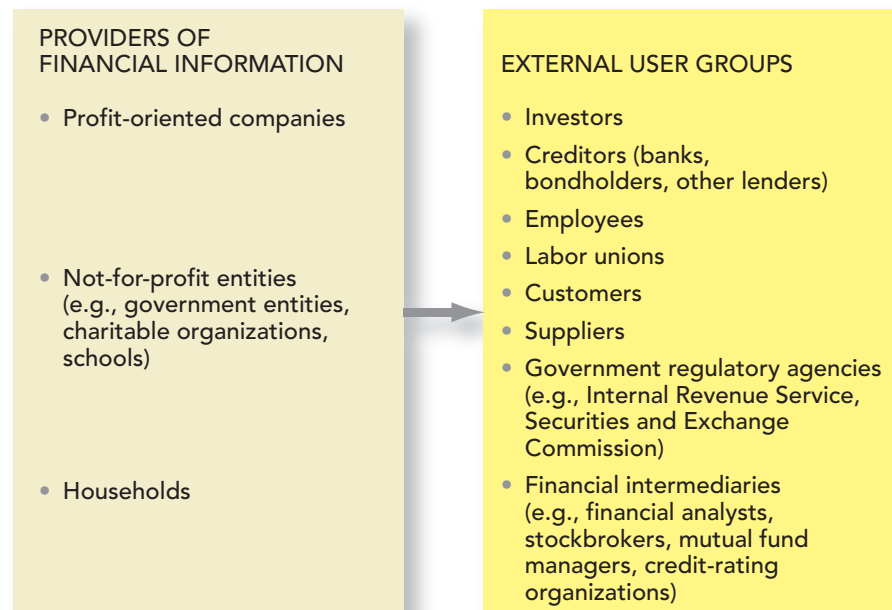 PROVIDERS OF
FINANCIAL INFORMATION
• Profit-oriented companies
• Not-for-profit entities
(e.g., government entities,
charitable organizations,
schools)
• Households
EXTERNAL USER GROUPS
• Investors
• Creditors (banks,
bondholders, other lenders)
• Employees
• Labor unions
• Customers
• Suppliers
• Government regulatory agencies
(e.g., Internal Revenue Service,
Securities and Exchange
Commission)
• Financial intermediaries
(e.g., financial analysts,
stockbrokers, mutual fund
managers, credit-rating
organizations)